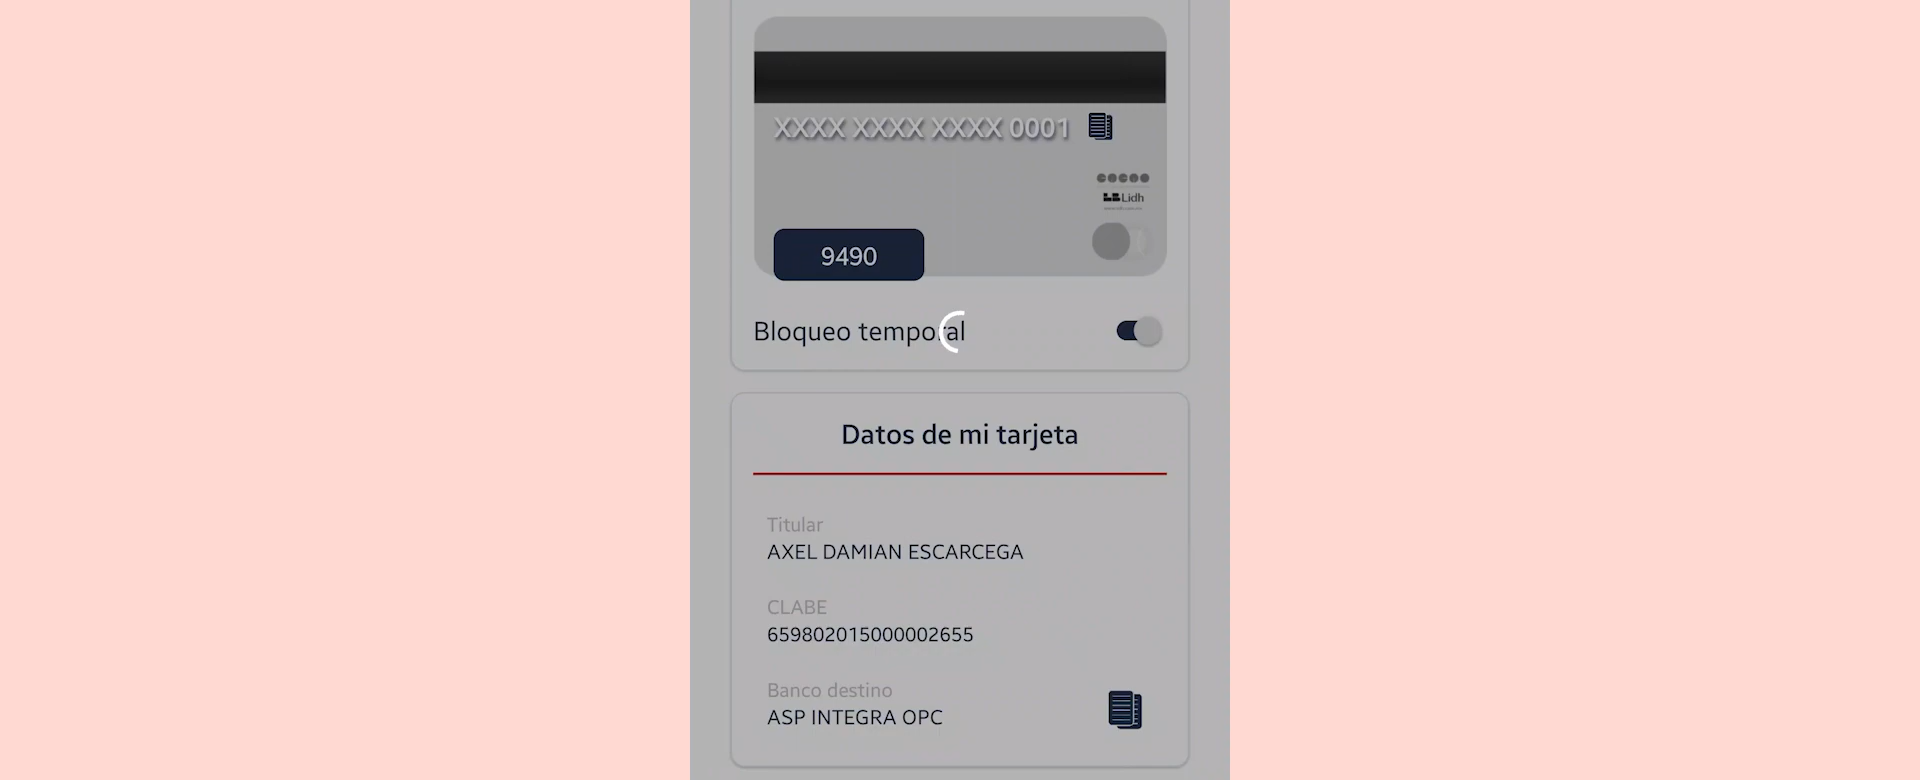 XXXX XXXX XXXX 0001
Lidh
9490
Bloqueo temporal
Datos de mi tarjeta
Titular
AXEL DAMIAN ESCARCEGA
CLABE
659802015000002655
Banco destino
ASP INTEGRA OPC